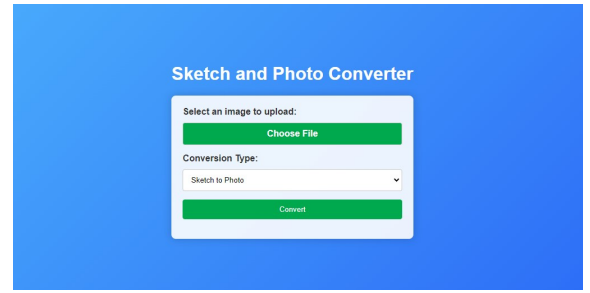 Sketch and Photo Converter
Select an image to upload:
Choose File
Conversion Type:
Sketch to Photo
Convert